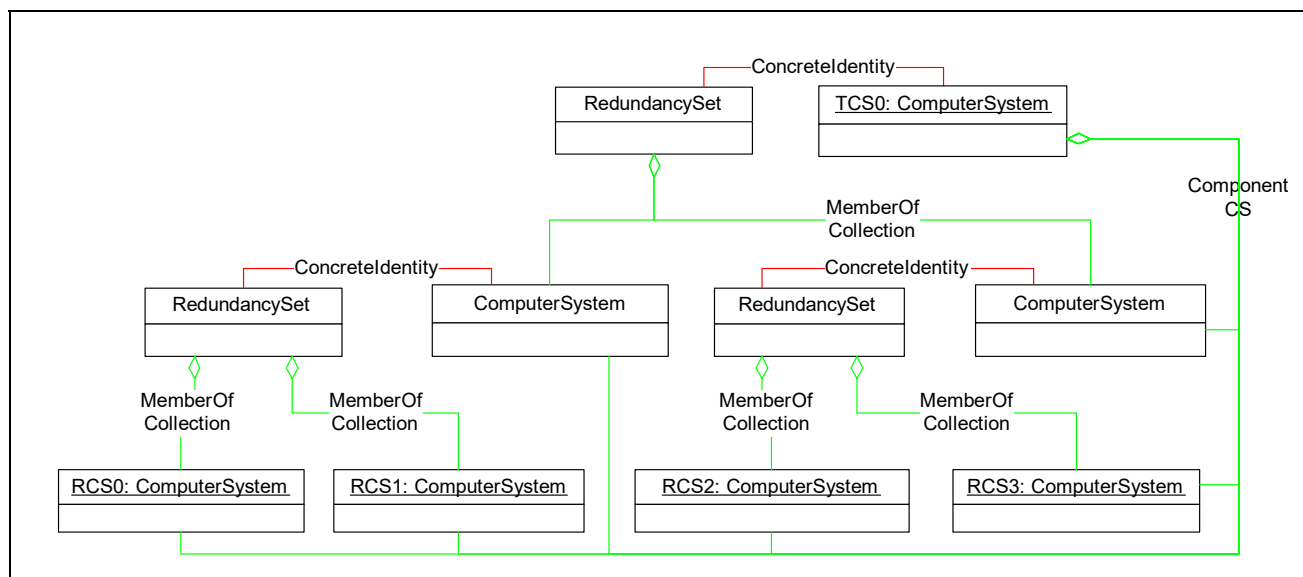 ConcreteIdentity
RedundancySet
TCS0: ComputerSystem
Component
CS
MemberOf
Collection
ConcreteIdentity
ConcreteIdentity
RedundancySet
ComputerSystem
RedundancySet
ComputerSystem
MemberOf
Collection
MemberOf
Collection
MemberOf
Collection
MemberOf
Collection
RCS0: ComputerSystem
RCS1: ComputerSystem
RCS2: ComputerSystem
RCS3: ComputerSystem